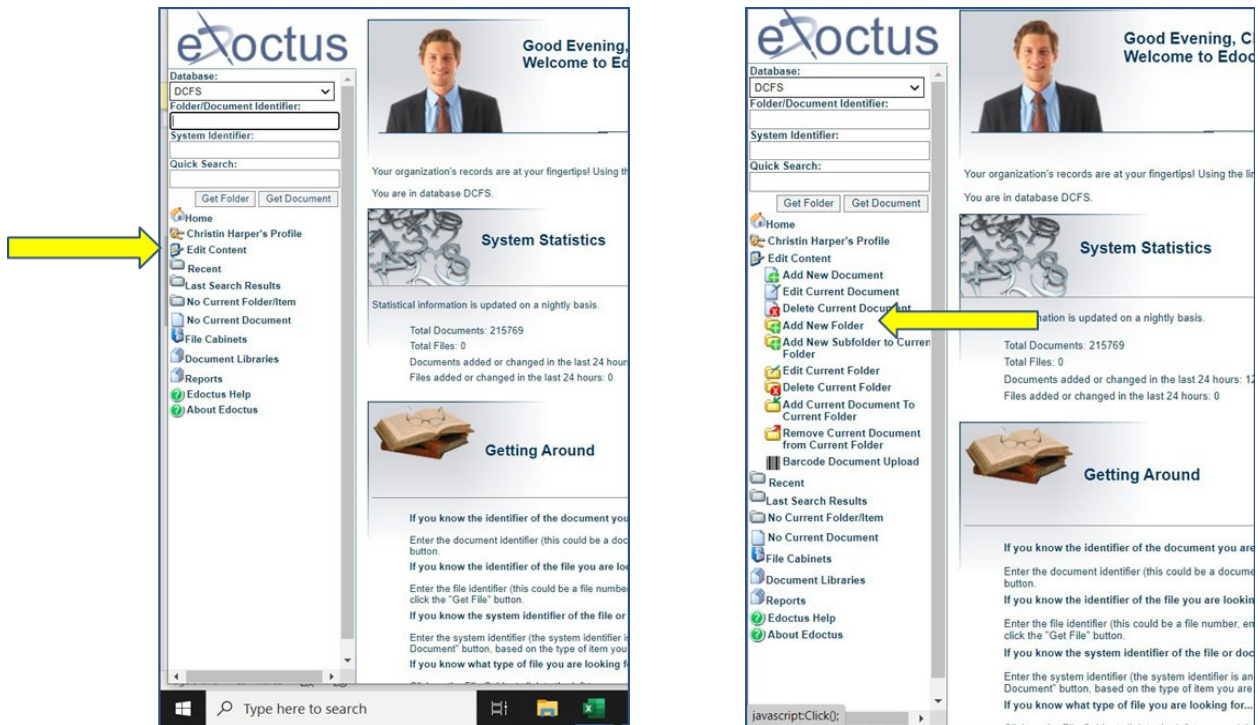 eXoctus
Database:
DCFS
Folder/Document Identifier:
System Identifier:
Quick Search:
Get Folder
Get Document
Home
Christin Harper's Profile
Edit Content
Recent
Last Search Results
No Current Folder/Item
No Current Document
File Cabinets
Document Libraries
Reports
Edoctus Help
About Edoctus
Good Evening,
Welcome to Ed
Your organization's records are at your fingertips! Using th
You are in database DCFS.
System Statistics
Statistical information is updated on a nightly basis.
Total Documents: 215769
Total Files: 0
Documents added or changed in the last 24 hour
Files added or changed in the last 24 hours: 0
Getting Around
If you know the identifier of the document you
Enter the document identifier (this could be a doc
button.
If you know the identifier of the file you are loo
Enter the file identifier (this could be a file number
click the "Get File" button.
If you know the system identifier of the file or
Enter the system identifier (the system identifier is
Document" button, based on the type of item you
If you know what type of file you are looking f
Type here to search
eXoctus
Database:
DCFS
Folder/Document Identifier:
System Identifier:
Quick Search:
Get Folder
Get Document
Home
Christin Harper's Profile
Edit Content
Add New Document
Edit Current Document
Delete Current Document
Add New Folder
Add New Subfolder to Curren
Folder
Edit Current Folder
Delete Current Folder
Add Current Document To
Current Folder
Remove Current Document
from Current Folder
Barcode Document Upload
Recent
Last Search Results
No Current Folder/Item
No Current Document
File Cabinets
Document Libraries
Reports
Edoctus Help
About Edoctus
javascript:Click();
Good Evening, C
Welcome to Edoc
Your organization's records are at your fingertips! Using the lin
You are in database DCFS.
System Statistics
mation is updated on a nightly basis.
Total Documents: 215769
Total Files: 0
Documents added or changed in the last 24 hours: 12
Files added or changed in the last 24 hours: 0
Getting Around
If you know the identifier of the document you are
Enter the document identifier (this could be a docume
button.
If you know the identifier of the file you are lookin
Enter the file identifier (this could be a file number, en
click the "Get File" button.
If you know the system identifier of the file or doc
Enter the system identifier (the system identifier is an
Document" button, based on the type of item you are
If you know what type of file you are looking for...